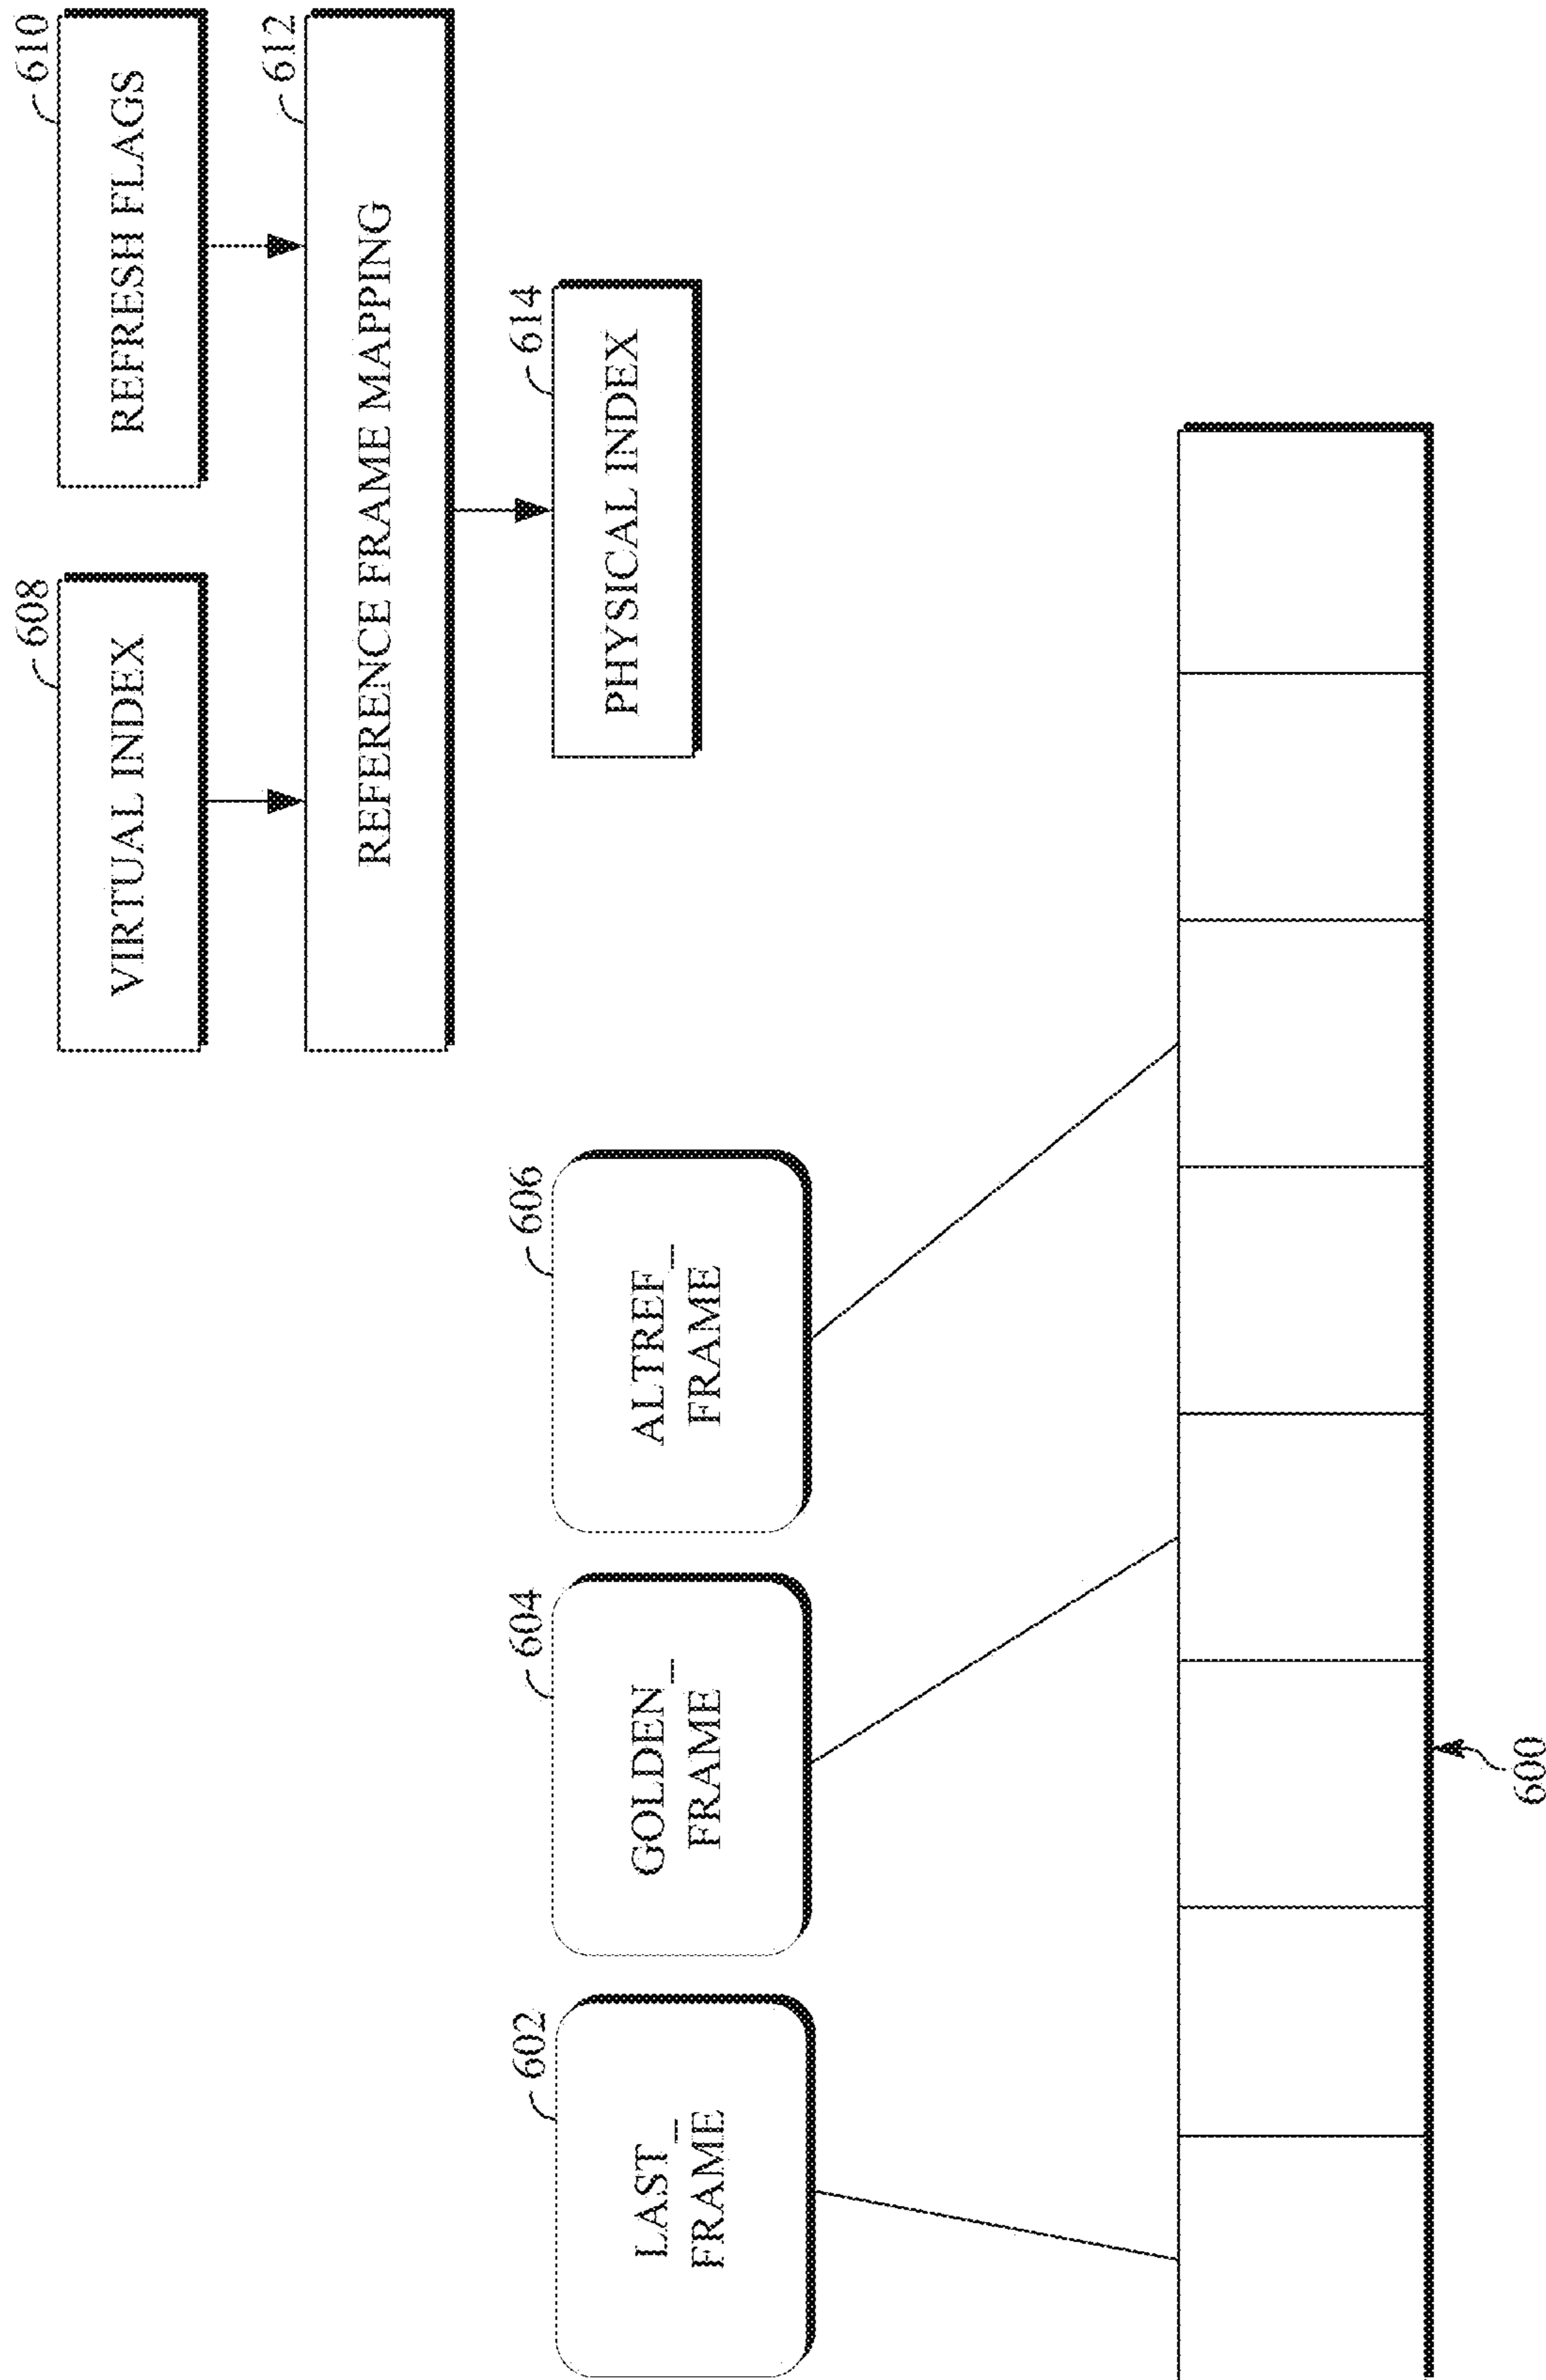 608
VIRTUAL INDEX
610
REFRESH FLAGS
612
REFERENCE FRAME MAPPING
602
LAST_
FRAME
604
GOLDEN_
FRAME
606
ALTREF_
FRAME
614
PHYSICAL INDEX
600